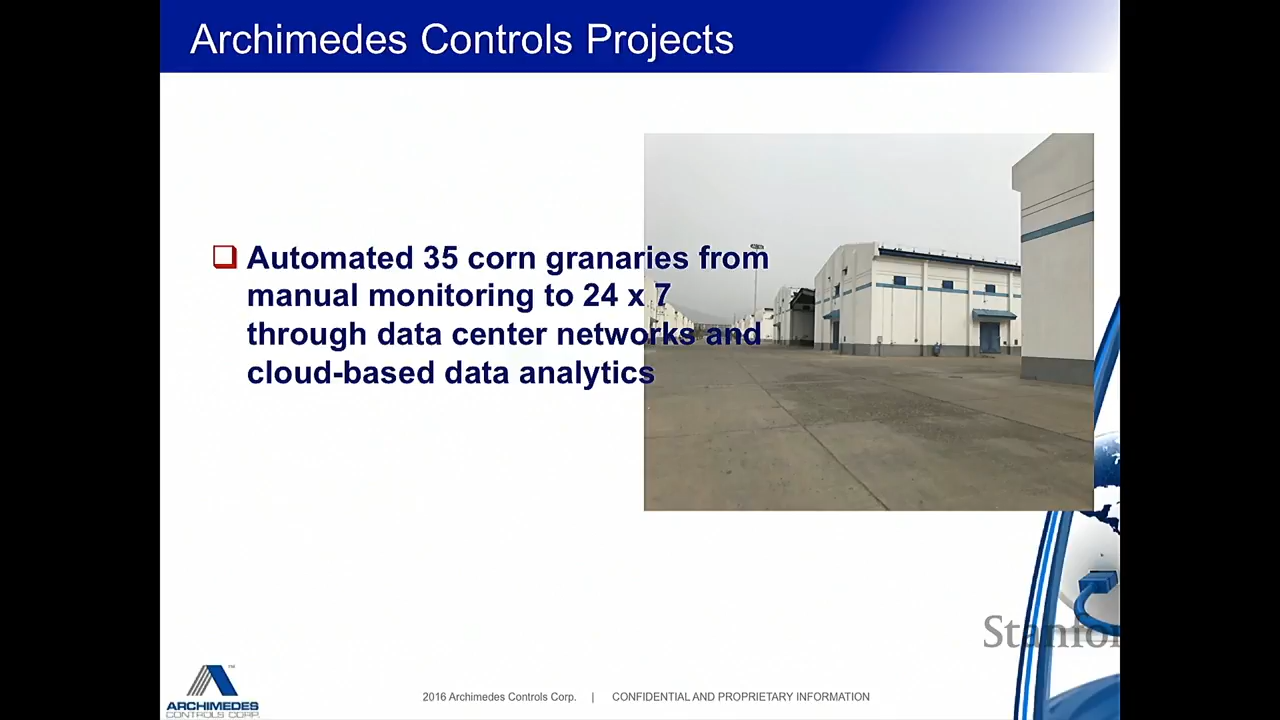 Archimedes Controls Projects
Automated 35 corn granaries from
manual monitoring to 24 x 7
through data center networks and
cloud-based data analytics
Stanfor
ARCHIMEDES
CONTROLS CORP.
2016 Archimedes Controls Corp. | CONFIDENTIAL AND PROPRIETARY INFORMATION